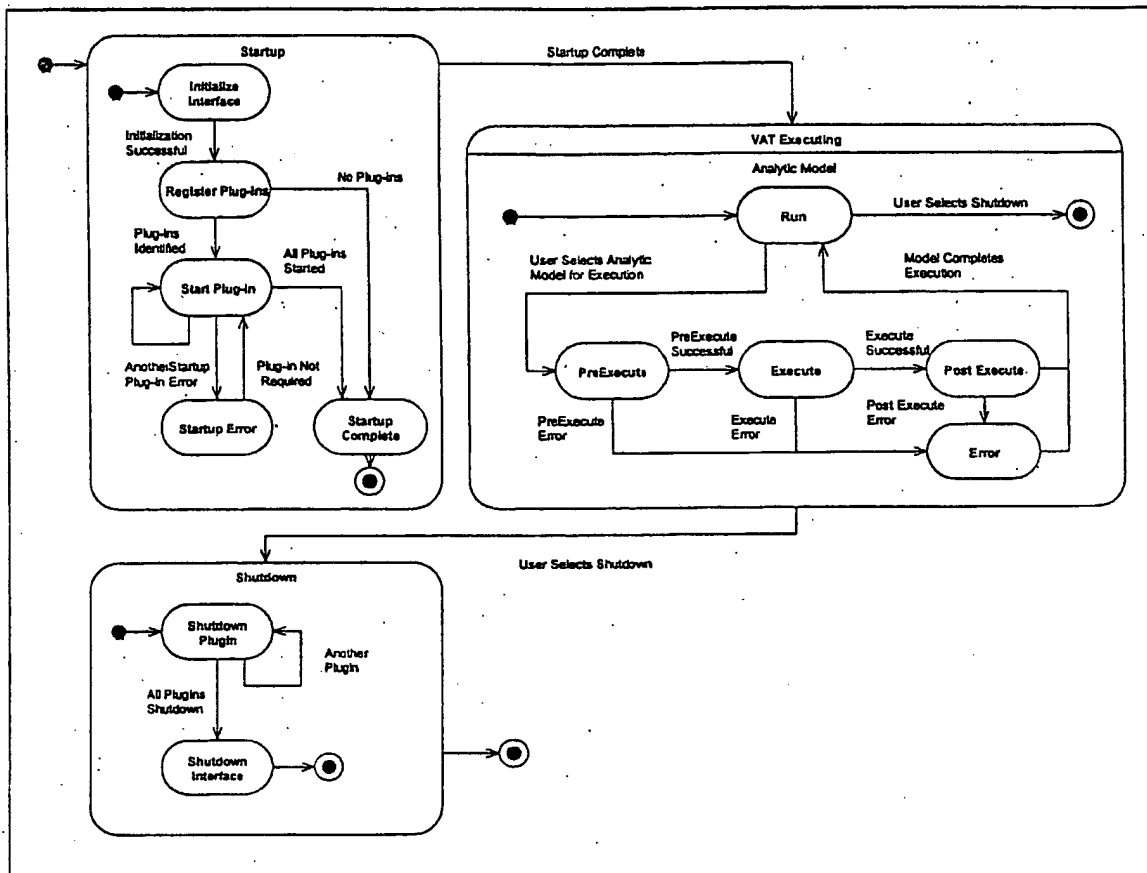 Startup
Startup Complete
Initialize
Interface
Initialization
Successful
No Plug-ins
Register Plug-ins
Plug-ins
Identified
All Plug-ins
Started
Start Plug-in
AnotherStartup
Plug-in Error
Plug-in Not
Required
Startup Error
Startup
Complete
VAT Executing
Analytic Model
Run
User Selects Shutdown
User Selects Analytic
Model for Execution
Model Completes
Execution
PreExecute
Successful
Execute
Successful
PreExecute
Execute
Post Execute
PreExecute
Error
Execute
Error
Post Execute
Error
Error
User Selects Shutdown
Shutdown
Shutdown
Plugin
Another
Plugin
All Plugins
Shutdown
Shutdown
Interface